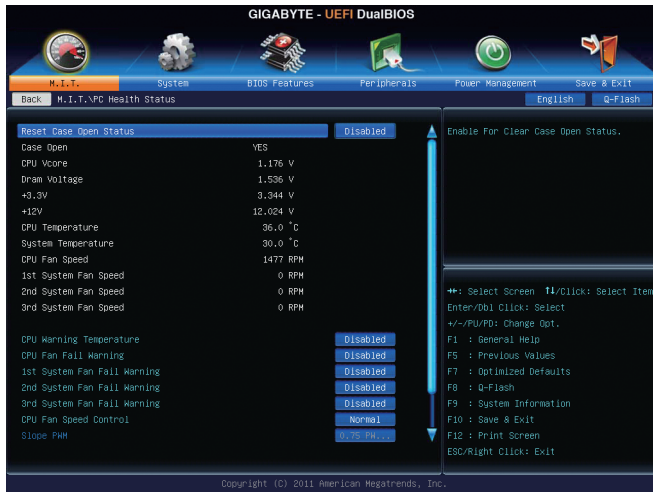 GIGABYTE - UEFI DualBIOS
M.I.T. System BIOS Features Peripherals Power Management Save & Exit
Back M.I.T.\PC Health Status English Q-Flash
Reset Case Open Status Disabled
Case Open YES
CPU Vcore 1.176 V
Dram Voltage 1.536 V
+3.3V 3.344 V
+12V 12.024 V
CPU Temperature 36.0 °C
System Temperature 30.0 °C
CPU Fan Speed 1477 RPM
1st System Fan Speed 0 RPM
2nd System Fan Speed 0 RPM
3rd System Fan Speed 0 RPM
CPU Warning Temperature Disabled
CPU Fan Fail Warning Disabled
1st System Fan Fail Warning Disabled
2nd System Fan Fail Warning Disabled
3rd System Fan Fail Warning Disabled
CPU Fan Speed Control Normal
Slope PWM 0.75 PW...
Enable For Clear Case Open Status.
↔: Select Screen ↑↓/Click: Select Item
Enter/Dbl Click: Select
+/-/PU/PD: Change Opt.
F1 : General Help
F5 : Previous Values
F7 : Optimized Defaults
F8 : Q-Flash
F9 : System Information
F10 : Save & Exit
F12 : Print Screen
ESC/Right Click: Exit
Copyright (C) 2011 American Megatrends, Inc.